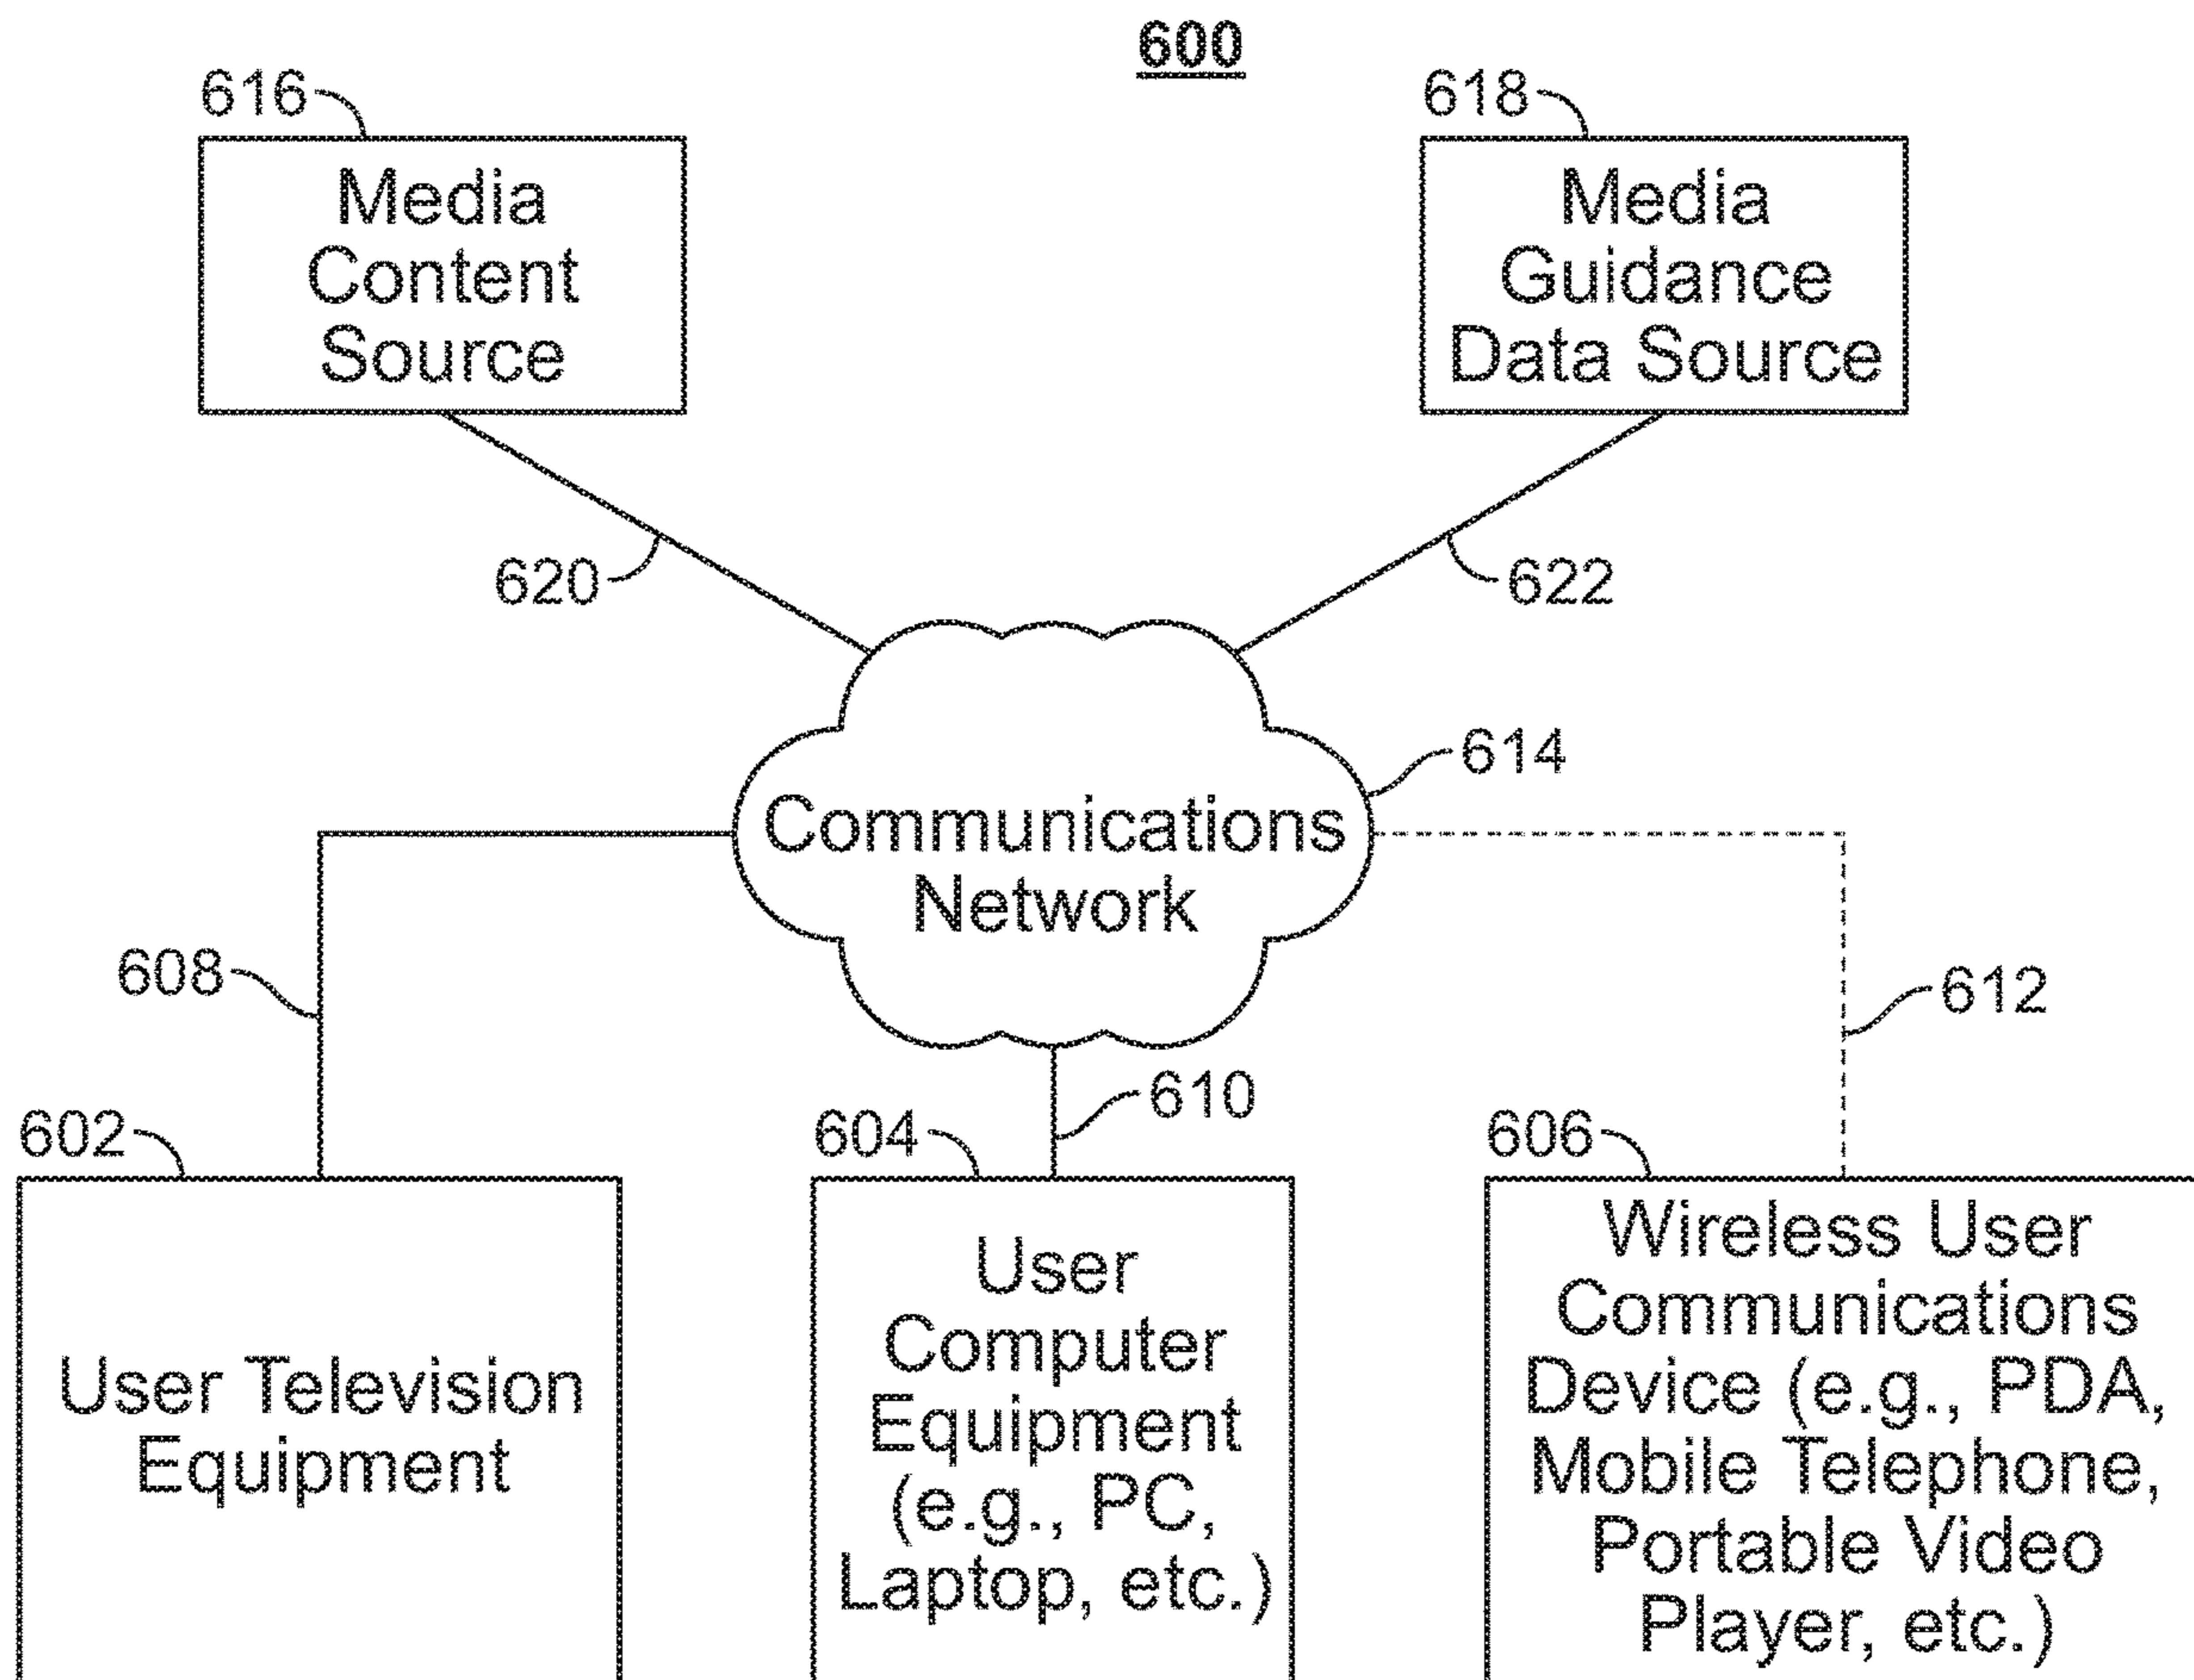 600
616
618
Media
Content
Source
Media
Guidance
Data Source
620
622
614
Communications
Network
608
612
610
602
604
606
User Television
Equipment
User
Computer
Equipment
(e.g., PC,
Laptop, etc.)
Wireless User
Communications
Device (e.g., PDA,
Mobile Telephone,
Portable Video
Player, etc.)